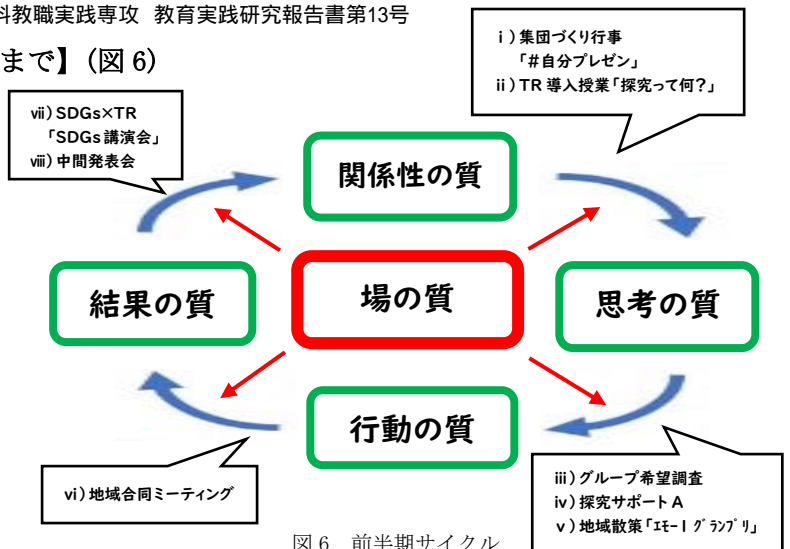 科教職実践専攻 教育実践研究報告書第13号
まで】(図 6)
ⅰ)集団づくり行事
「#自分プレゼン」
ⅱ)TR 導入授業「探究って何?」
ⅶ)SDGs×TR
「SDGs講演会」
ⅷ)中間発表会
関係性の質
結果の質
場の質
思考の質
行動の質
ⅵ)地域合同ミーティング
ⅲ)グループ希望調査
ⅳ)探究サポートA
ⅴ)地域散策「ｴﾓｰIｸﾞﾗﾝﾌﾟﾘ」
図 6 前半期サイクル